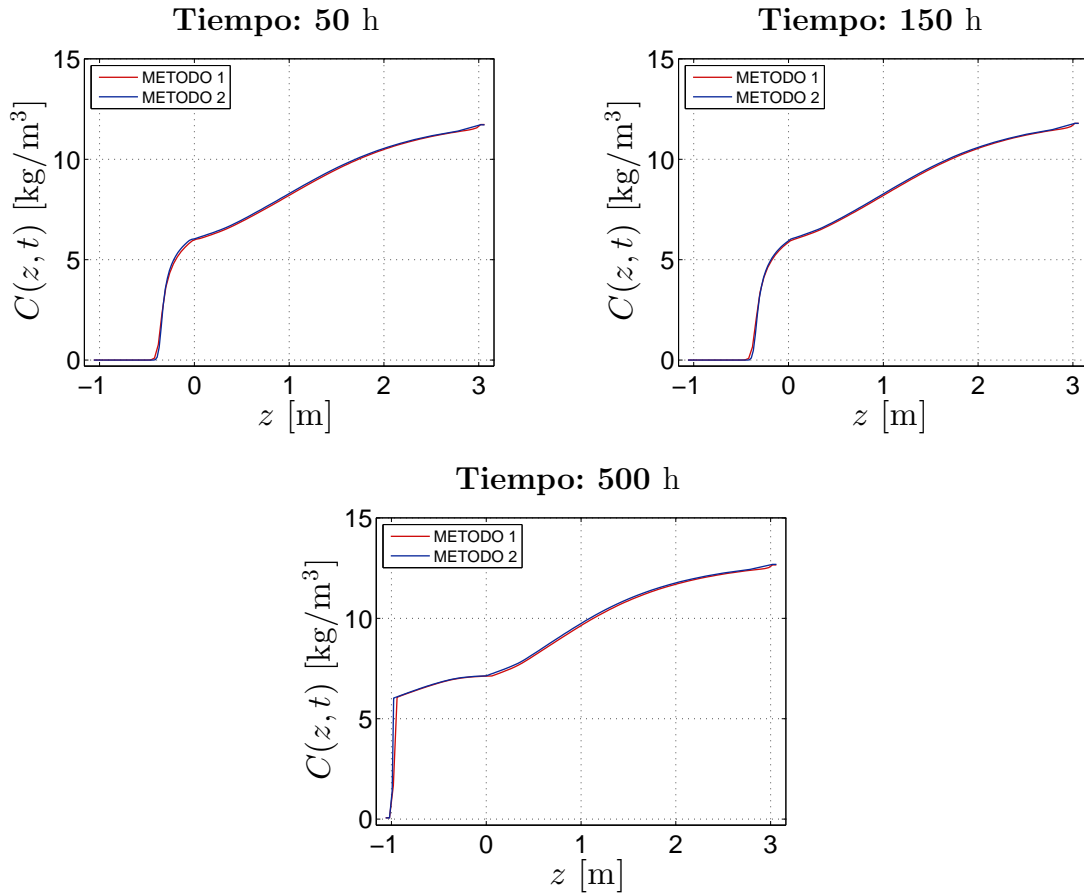 Tiempo: 50 h
15
METODO 1
METODO 2
10
5
0
C(z, t) [kg/m³]
−1 0 1 2 3
z [m]
Tiempo: 150 h
15
METODO 1
METODO 2
10
5
0
C(z, t) [kg/m³]
−1 0 1 2 3
z [m]
Tiempo: 500 h
15
METODO 1
METODO 2
10
5
0
C(z, t) [kg/m³]
−1 0 1 2 3
z [m]